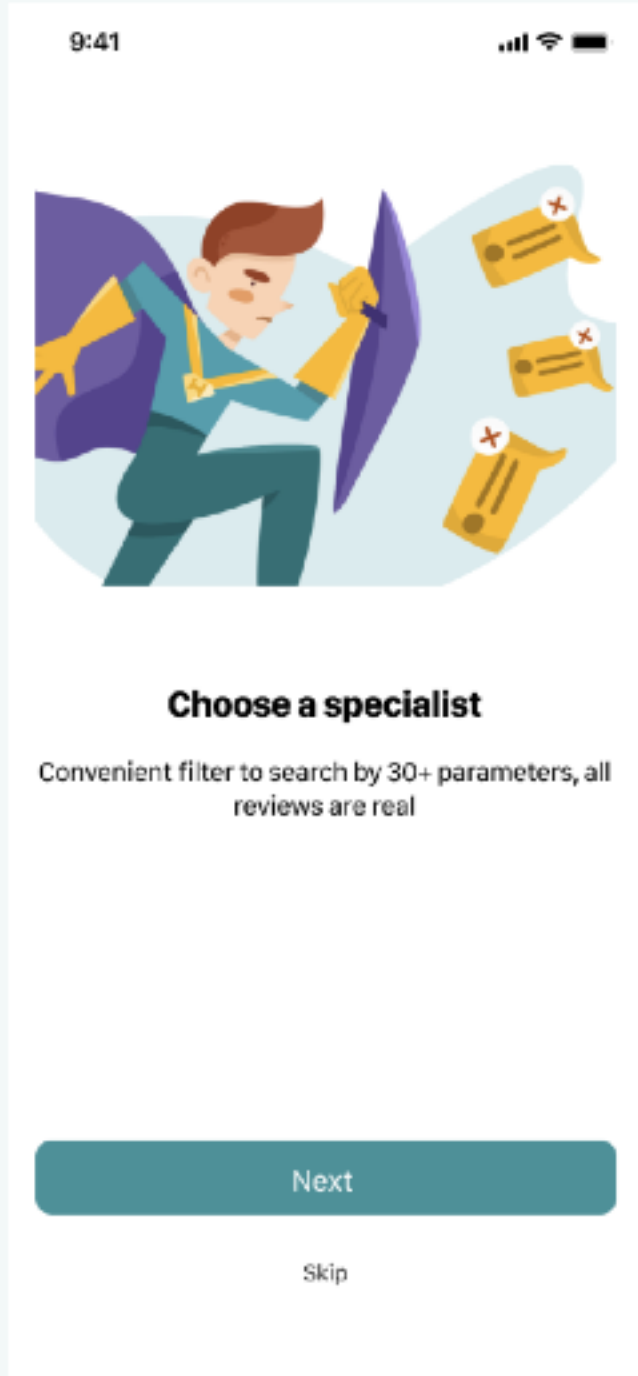 9:41
Choose a specialist
Convenient filter to search by 30+ parameters, all
reviews are real
Next
Skip